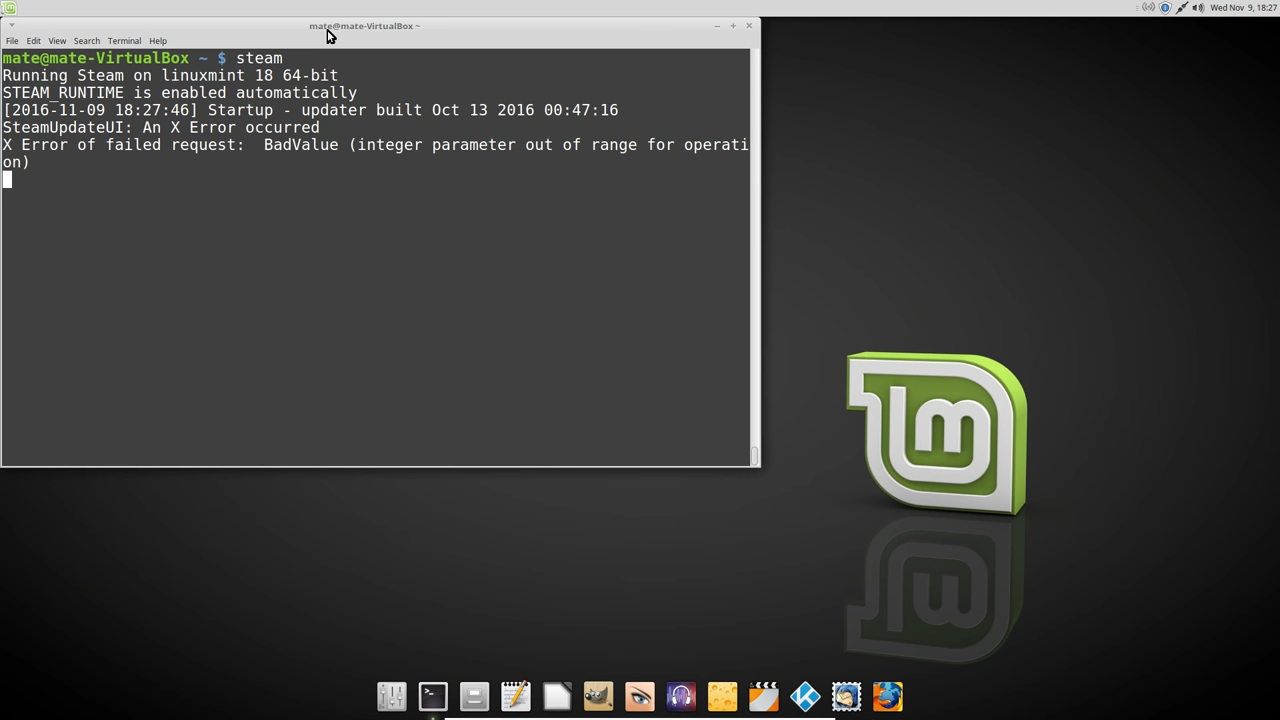 Wed Nov 9, 18:27
mate@mate-VirtualBox ~
File Edit View Search Terminal Help
mate@mate-VirtualBox ~ $ steam
Running Steam on linuxmint 18 64-bit
STEAM_RUNTIME is enabled automatically
[2016-11-09 18:27:46] Startup - updater built Oct 13 2016 00:47:16
SteamUpdateUI: An X Error occurred
X Error of failed request:  BadValue (integer parameter out of range for operati
on)